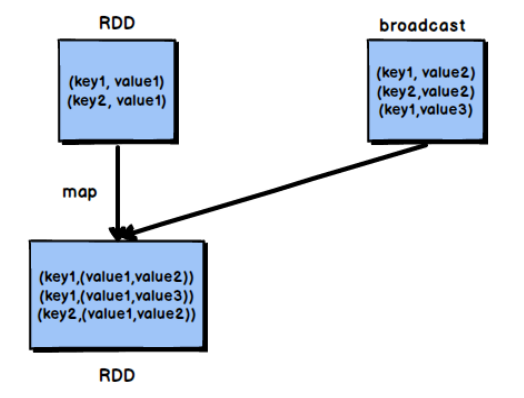 RDD
broadcast
(key1, value1)
(key2, value1)
(key1, value2)
(key2,value2)
(key1,value3)
map
(key1,(value1,value2))
(key1,(value1,value3))
(key2,(value1,value2))
RDD